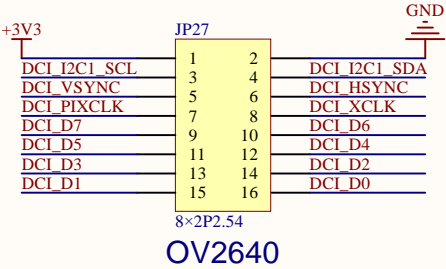 GND
+3V3 JP27
1 2
DCI_I2C1_SCL 3 4 DCI_I2C1_SDA
DCI_VSYNC 5 6 DCI_HSYNC
DCI_PIXCLK 7 8 DCI_XCLK
DCI_D7 9 10 DCI_D6
DCI_D5 11 12 DCI_D4
DCI_D3 13 14 DCI_D2
DCI_D1 15 16 DCI_D0
8×2P2.54
OV2640